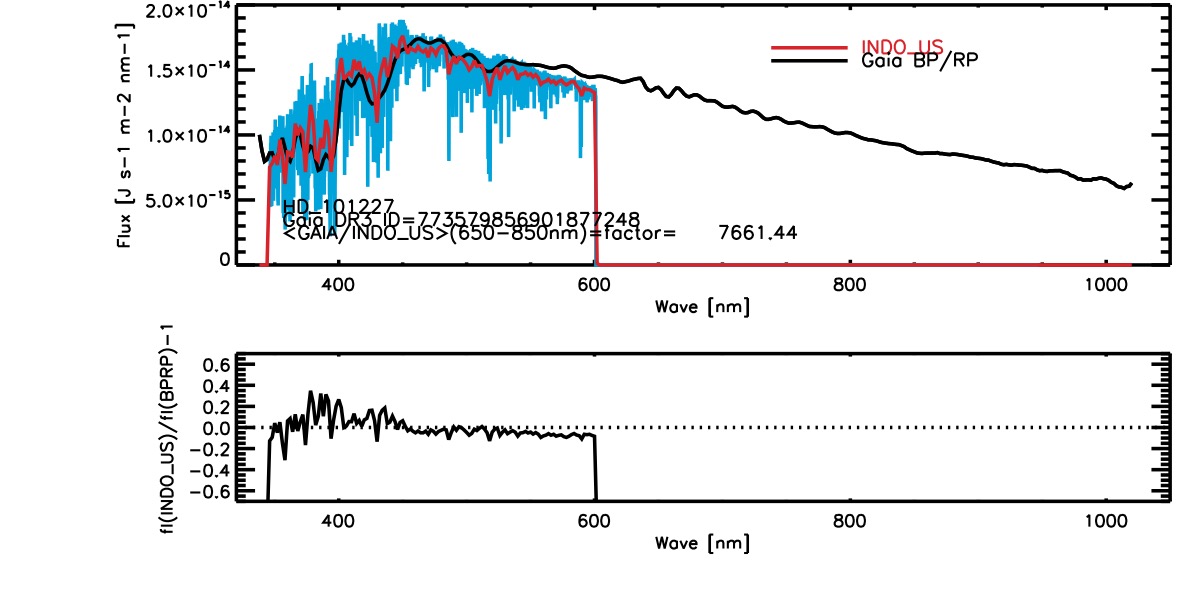 2.0×10−14
1.5×10−14
1.0×10−14
5.0×10−15
0
Flux [J s−1 m−2 nm−1]
INDO_US
Gaia BP/RP
HD_101227
Gaia DR3 ID=773579856901877248
<GAIA/INDO_US>(650−850nm)=factor= 7661.44
400 600 800 1000
Wave [nm]
0.6
0.4
0.2
0.0
−0.2
−0.4
−0.6
fl(INDO_US)/fl(BPRP)−1
400 600 800 1000
Wave [nm]